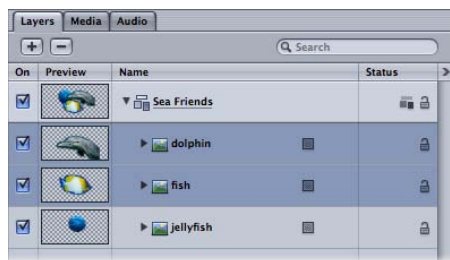 Layers Media Audio
Search
On Preview Name Status
Sea Friends
dolphin
fish
jellyfish